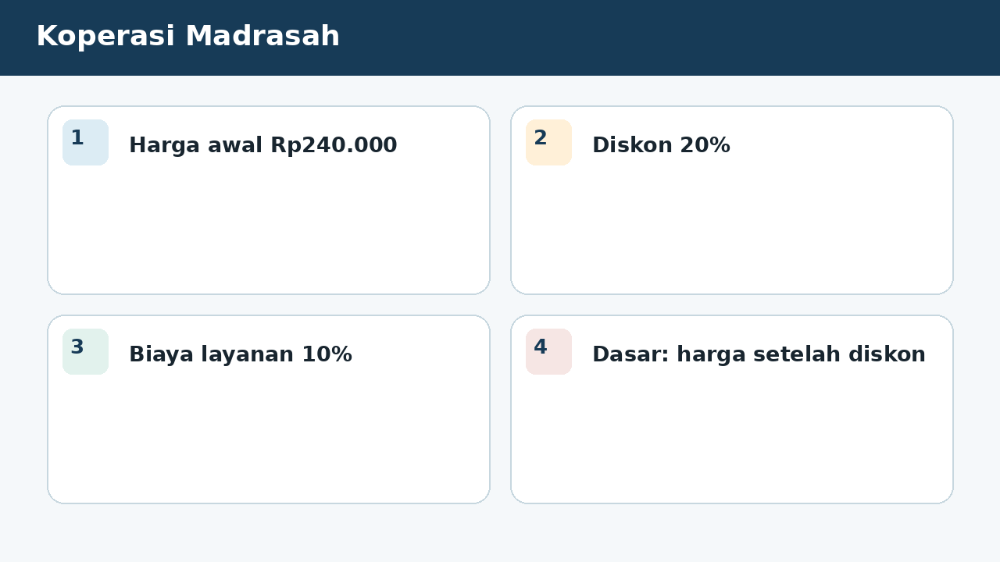 Koperasi Madrasah
1
Harga awal Rp240.000
2
Diskon 20%
3
Biaya layanan 10%
4
Dasar: harga setelah diskon